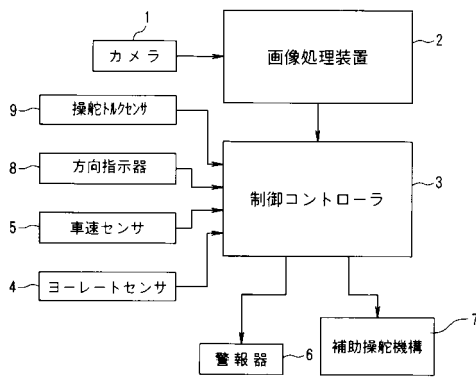 1
カメラ
画像処理装置
2
9
操舵トルクセンサ
8
方向指示器
制御コントローラ
3
5
車速センサ
4
ヨーレートセンサ
警報器
6
補助操舵機構
7